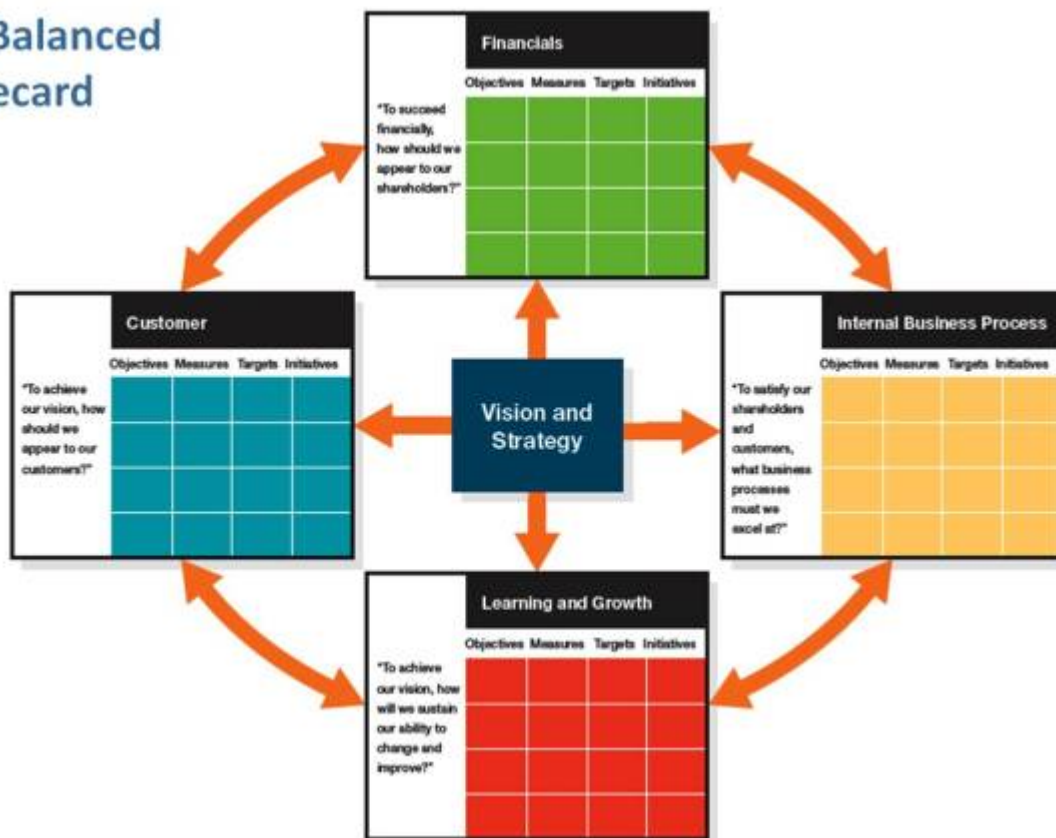 Balanced
ecard
Financials
Objectives Measures Targets Initiatives
"To succeed
financially,
how should we
appear to our
shareholders?"
Customer
Objectives Measures Targets Initiatives
"To achieve
our vision, how
should we
appear to our
customers?"
Vision and
Strategy
Internal Business Process
Objectives Measures Targets Initiatives
"To satisfy our
shareholders
and
customers,
what business
processes
must we
excel at?"
Learning and Growth
Objectives Measures Targets Initiatives
"To achieve
our vision, how
will we sustain
our ability to
change and
improve?"